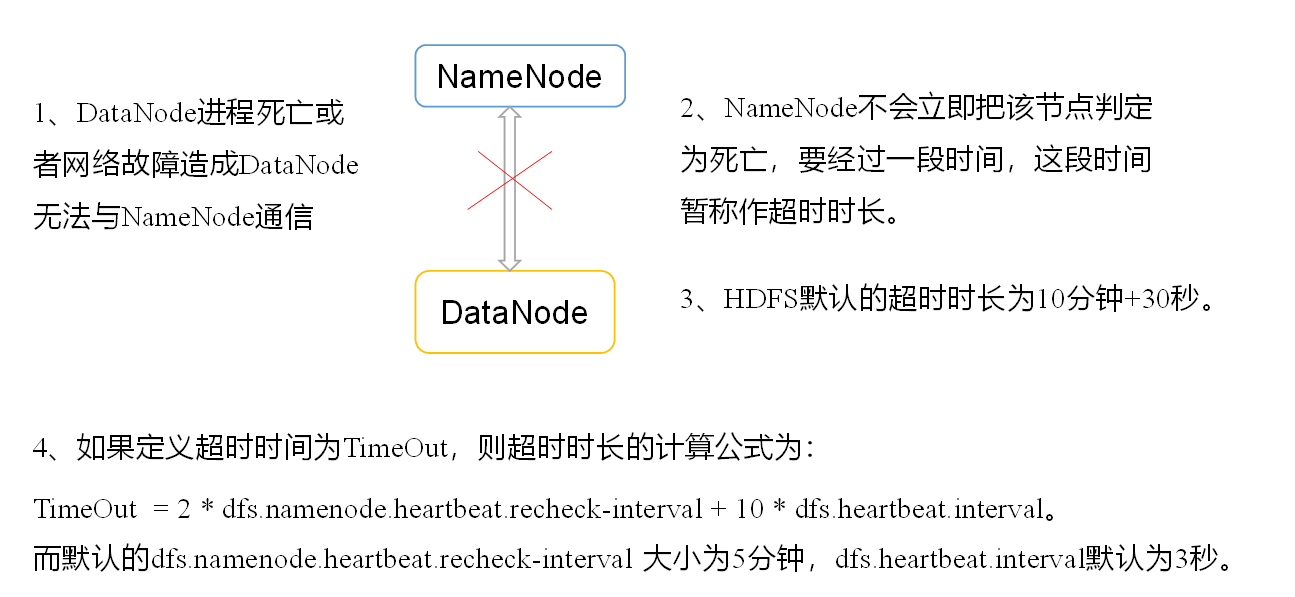 NameNode
1、DataNode进程死亡或
者网络故障造成DataNode
无法与NameNode通信
2、NameNode不会立即把该节点判定
为死亡，要经过一段时间，这段时间
暂称作超时时长。
DataNode
3、HDFS默认的超时时长为10分钟+30秒。
4、如果定义超时时间为TimeOut，则超时时长的计算公式为：
TimeOut = 2 * dfs.namenode.heartbeat.recheck-interval + 10 * dfs.heartbeat.interval。
而默认的dfs.namenode.heartbeat.recheck-interval 大小为5分钟，dfs.heartbeat.interval默认为3秒。